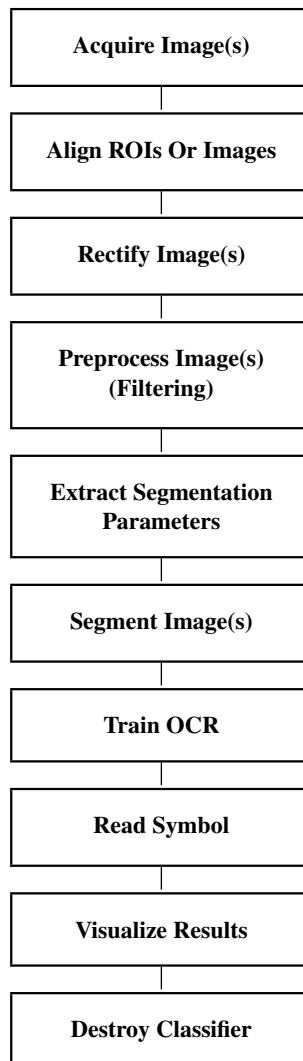 Acquire Image(s)
Align ROIs Or Images
Rectify Image(s)
Preprocess Image(s)
(Filtering)
Extract Segmentation
Parameters
Segment Image(s)
Train OCR
Read Symbol
Visualize Results
Destroy Classifier